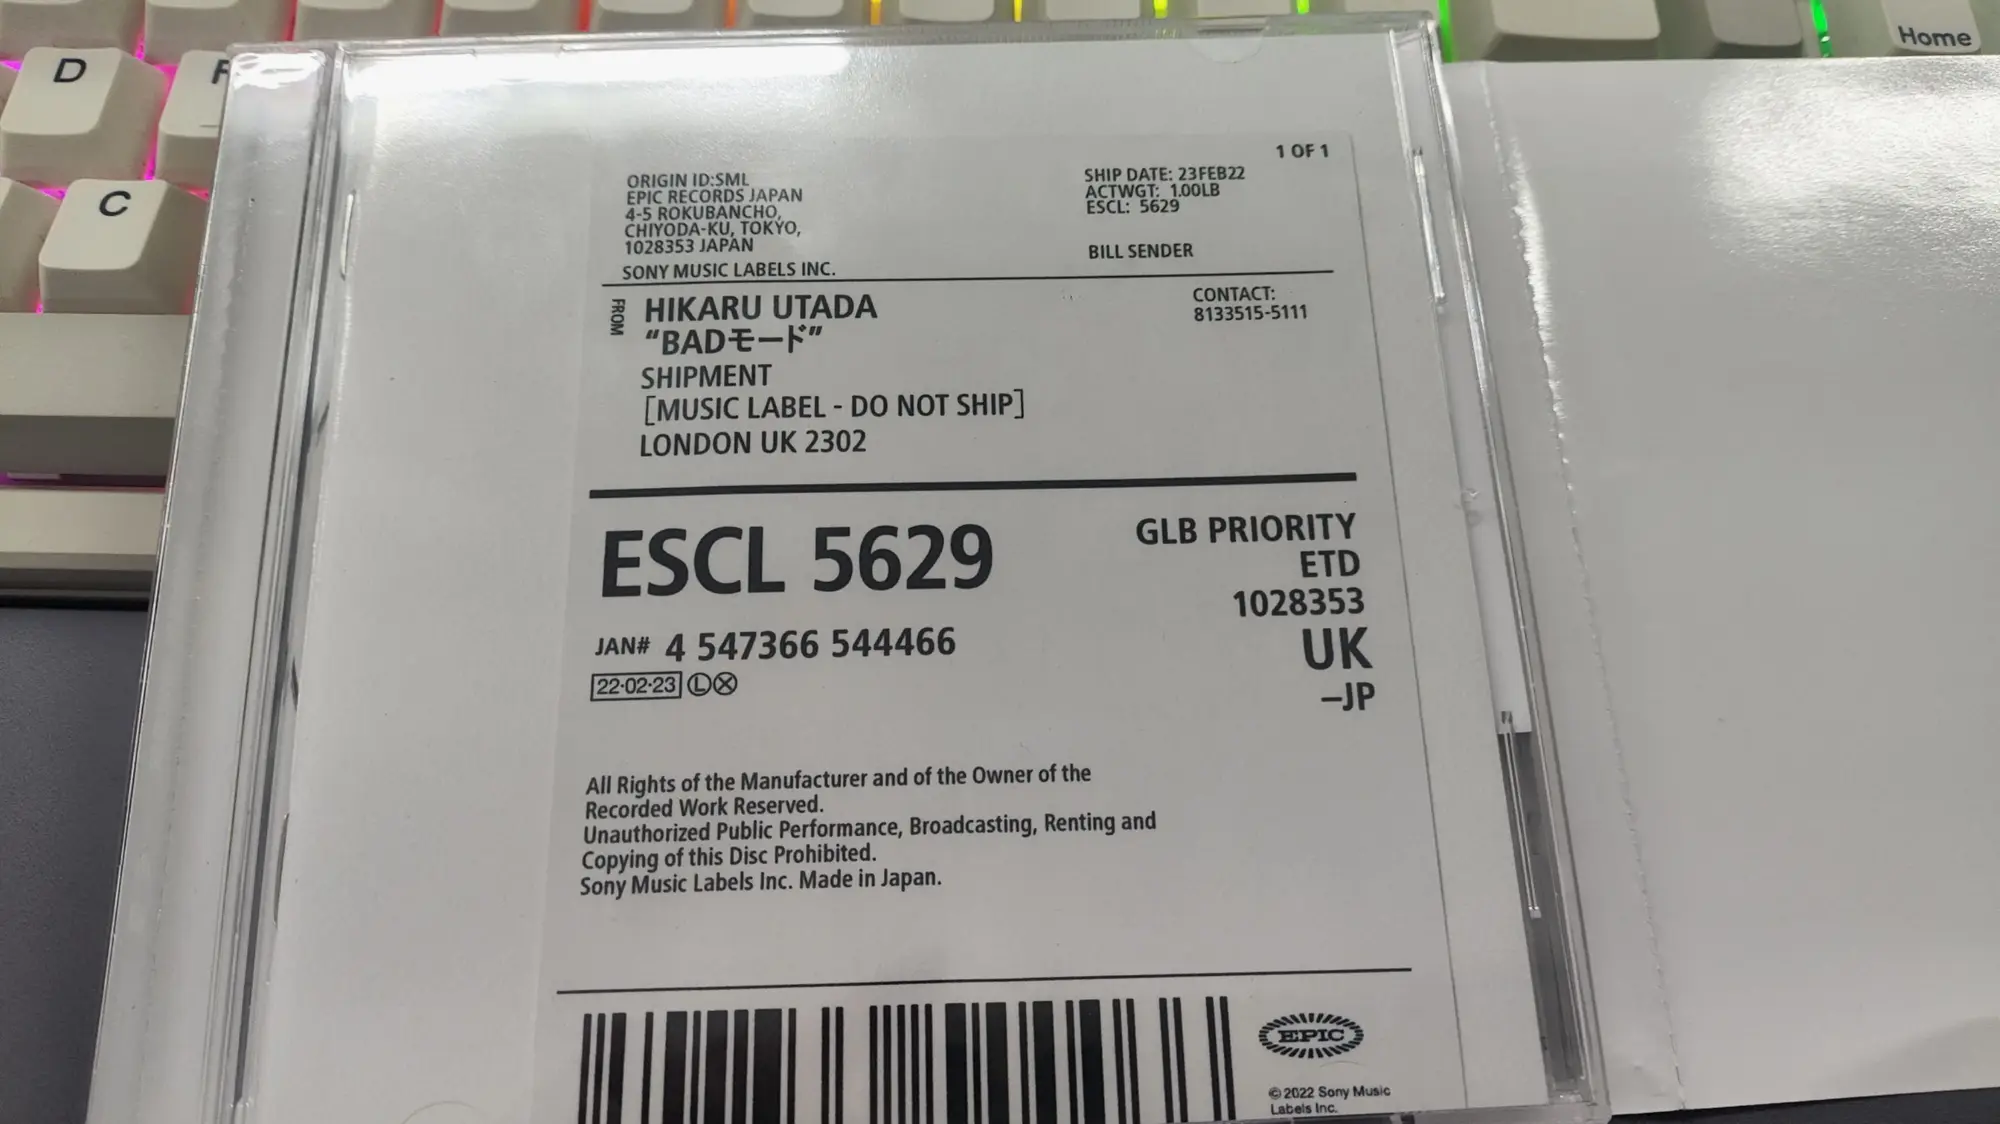 Home
D
F
C
1 OF 1
ORIGIN ID:SML
EPIC RECORDS JAPAN
4-5 ROKUBANCHO,
CHIYODA-KU, TOKYO,
1028353 JAPAN
SONY MUSIC LABELS INC.
SHIP DATE: 23FEB22
ACTWGT: 1.00LB
ESCL: 5629
BILL SENDER
FROM
HIKARU UTADA
“BADモード”
SHIPMENT
[MUSIC LABEL - DO NOT SHIP]
LONDON UK 2302
CONTACT:
8133515-5111
ESCL 5629
JAN# 4 547366 544466
22·02·23 Ⓛ Ⓧ
GLB PRIORITY
ETD
1028353
UK
–JP
All Rights of the Manufacturer and of the Owner of the
Recorded Work Reserved.
Unauthorized Public Performance, Broadcasting, Renting and
Copying of this Disc Prohibited.
Sony Music Labels Inc. Made in Japan.
EPIC
© 2022 Sony Music
Labels Inc.